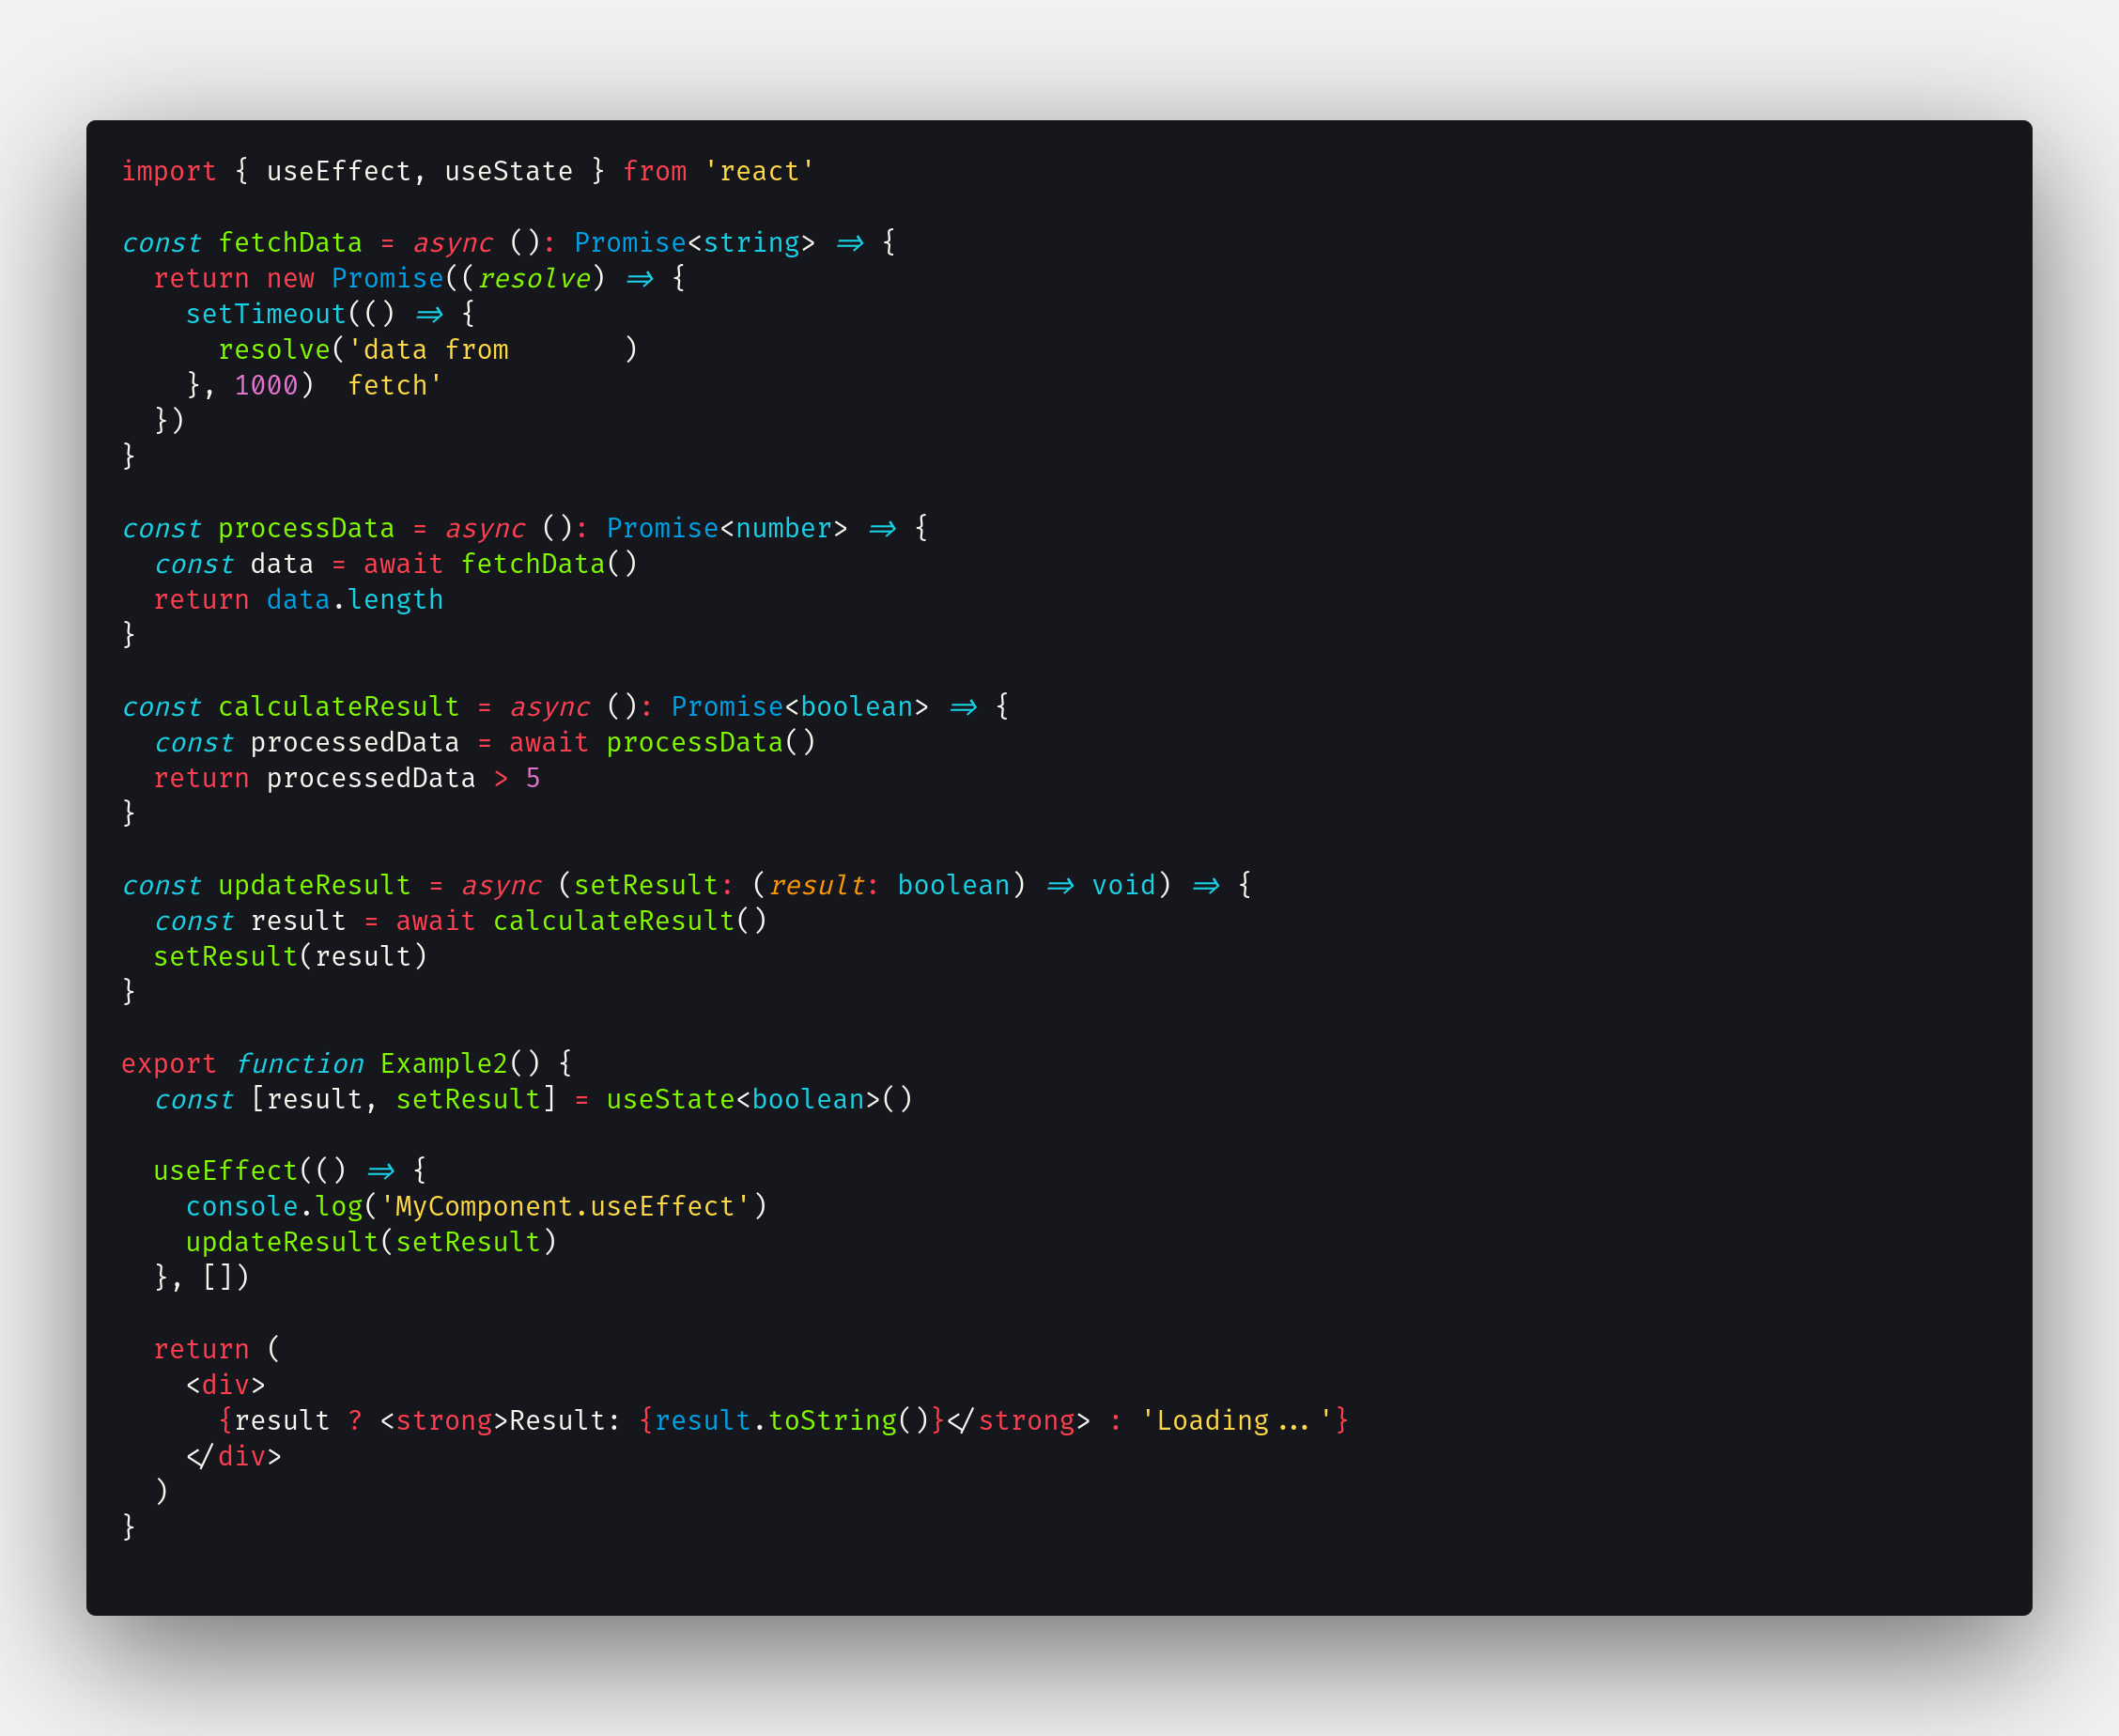 import { useEffect, useState } from 'react'
const fetchData = async (): Promise<string> => {
return new Promise((resolve) => {
setTimeout(() => {
resolve('data from       )
}, 1000)  fetch'
})
}
const processData = async (): Promise<number> => {
const data = await fetchData()
return data.length
}
const calculateResult = async (): Promise<boolean> => {
const processedData = await processData()
return processedData > 5
}
const updateResult = async (setResult: (result: boolean) => void) => {
const result = await calculateResult()
setResult(result)
}
export function Example2() {
const [result, setResult] = useState<boolean>()
useEffect(() => {
console.log('MyComponent.useEffect')
updateResult(setResult)
}, [])
return (
<div>
{result ? <strong>Result: {result.toString()}</strong> : 'Loading...'}
</div>
)
}